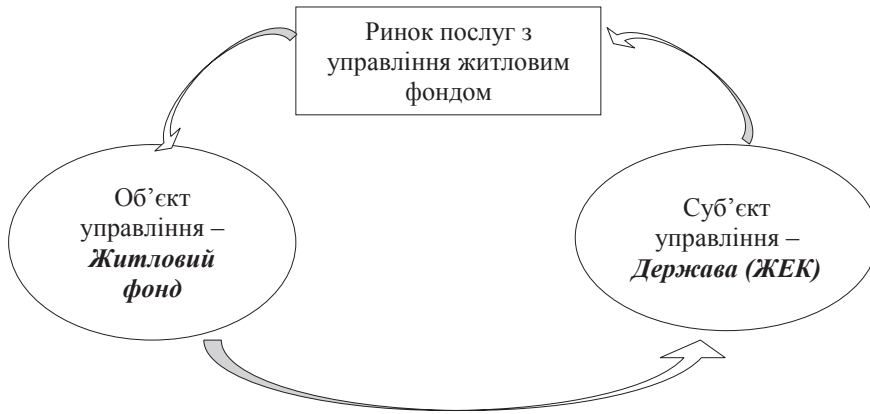 Ринок послуг з
управління житловим
фондом
Об’єкт
управління –
Житловий
фонд
Суб’єкт
управління –
Держава (ЖЕК)